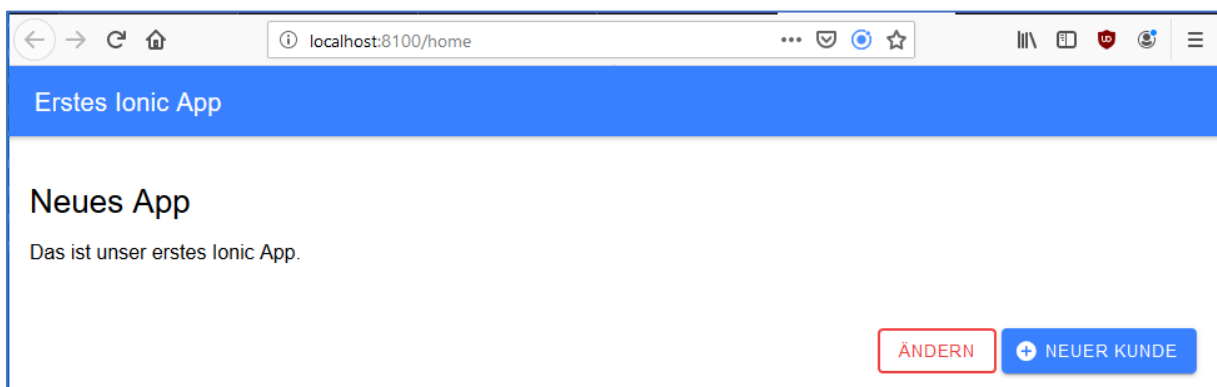 localhost:8100/home
Erstes Ionic App
Neues App
Das ist unser erstes Ionic App.
ÄNDERN NEUER KUNDE